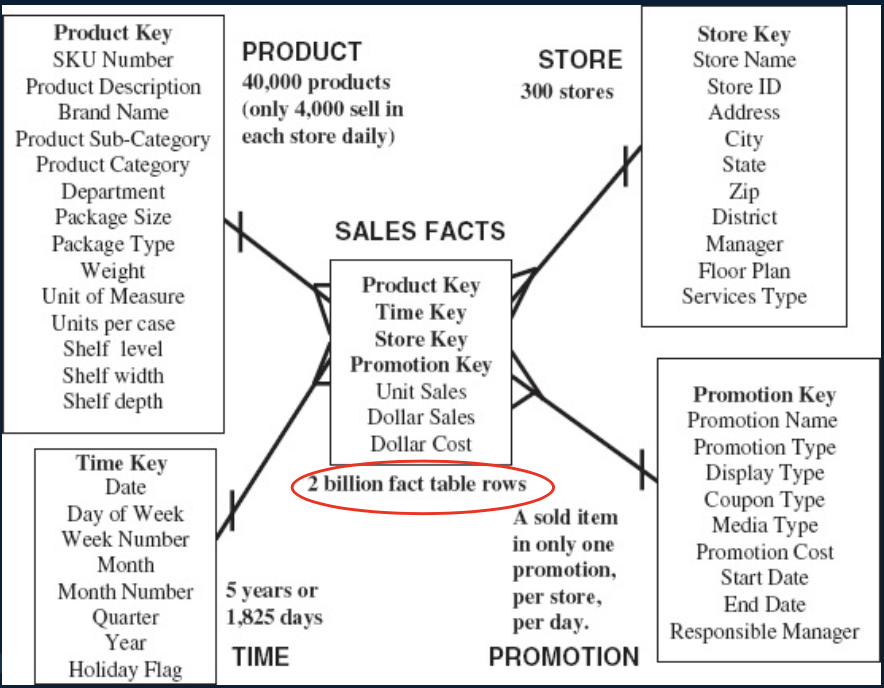 Product Key
SKU Number
Product Description
Brand Name
Product Sub-Category
Product Category
Department
Package Size
Package Type
Weight
Unit of Measure
Units per case
Shelf level
Shelf width
Shelf depth
PRODUCT
40,000 products
(only 4,000 sell in
each store daily)
STORE
300 stores
Store Key
Store Name
Store ID
Address
City
State
Zip
District
Manager
Floor Plan
Services Type
SALES FACTS
Product Key
Time Key
Store Key
Promotion Key
Unit Sales
Dollar Sales
Dollar Cost
2 billion fact table rows
Time Key
Date
Day of Week
Week Number
Month
Month Number
Quarter
Year
Holiday Flag
5 years or
1,825 days
TIME
A sold item
in only one
promotion,
per store,
per day.
PROMOTION
Promotion Key
Promotion Name
Promotion Type
Display Type
Coupon Type
Media Type
Promotion Cost
Start Date
End Date
Responsible Manager